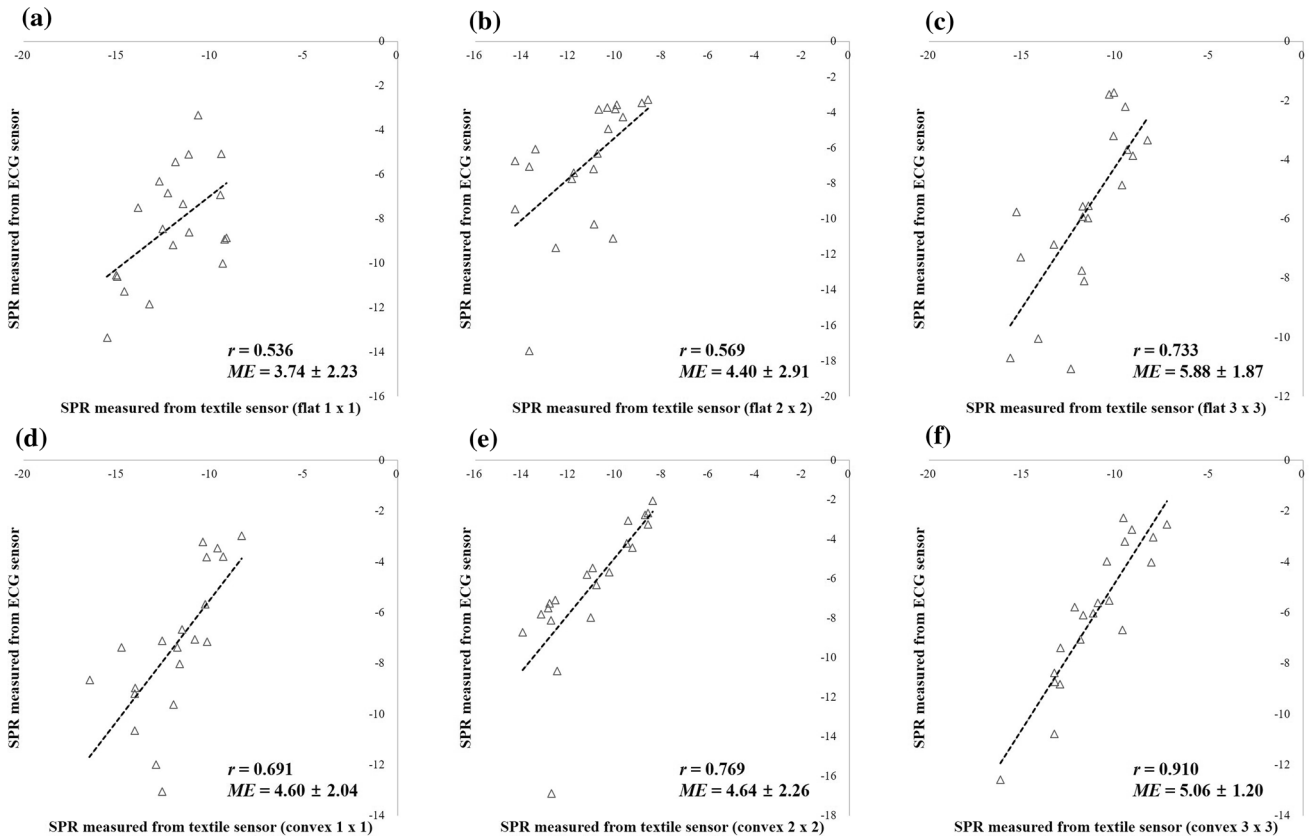 (a)
-20 -15 -10 -5 0
0
-2
-4
-6
-8
-10
-12
-14
-16
SPR measured from ECG sensor
r = 0.536
ME = 3.74 ± 2.23
SPR measured from textile sensor (flat 1 x 1)
(b)
-16 -14 -12 -10 -8 -6 -4 -2 0
0
-2
-4
-6
-8
-10
-12
-14
-16
-18
-20
SPR measured from ECG sensor
r = 0.569
ME = 4.40 ± 2.91
SPR measured from textile sensor (flat 2 x 2)
(c)
-20 -15 -10 -5 0
0
-2
-4
-6
-8
-10
-12
SPR measured from ECG sensor
r = 0.733
ME = 5.88 ± 1.87
SPR measured from textile sensor (flat 3 x 3)
(d)
-20 -15 -10 -5 0
0
-2
-4
-6
-8
-10
-12
-14
SPR measured from ECG sensor
r = 0.691
ME = 4.60 ± 2.04
SPR measured from textile sensor (convex 1 x 1)
(e)
-16 -14 -12 -10 -8 -6 -4 -2 0
0
-2
-4
-6
-8
-10
-12
-14
-16
-18
SPR measured from ECG sensor
r = 0.769
ME = 4.64 ± 2.26
SPR measured from textile sensor (convex 2 x 2)
(f)
-20 -15 -10 -5 0
0
-2
-4
-6
-8
-10
-12
-14
SPR measured from ECG sensor
r = 0.910
ME = 5.06 ± 1.20
SPR measured from textile sensor (convex 3 x 3)